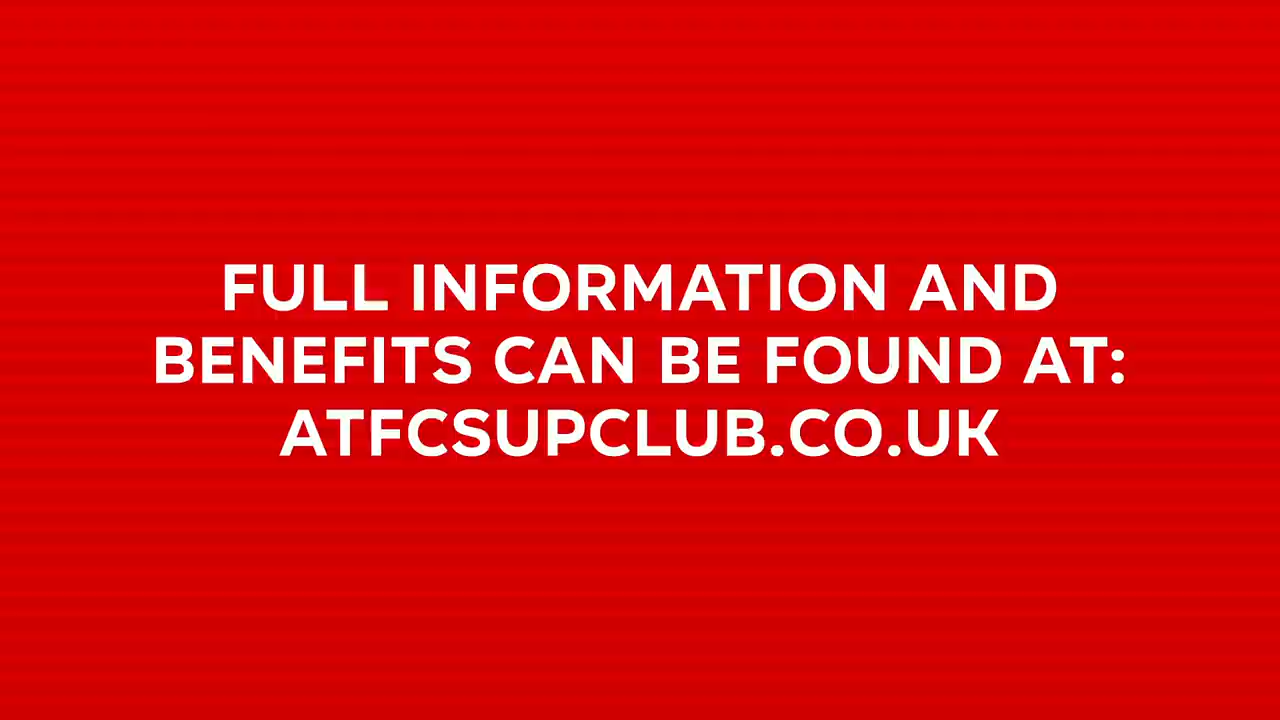 FULL INFORMATION AND
BENEFITS CAN BE FOUND AT:
ATFCSUPCLUB.CO.UK